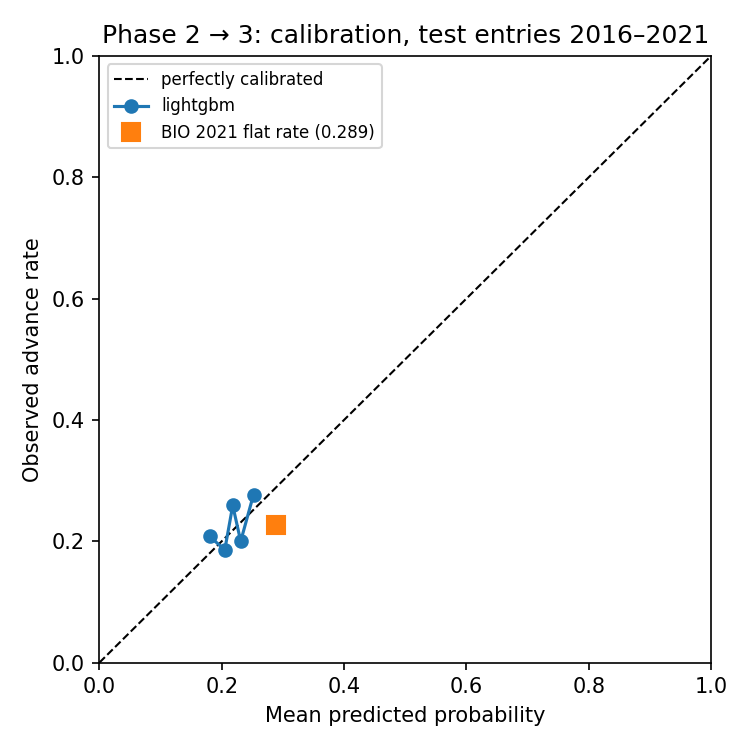 Phase 2 → 3: calibration, test entries 2016–2021
perfectly calibrated
lightgbm
BIO 2021 flat rate (0.289)
Observed advance rate
1.0
0.8
0.6
0.4
0.2
0.0
0.0 0.2 0.4 0.6 0.8 1.0
Mean predicted probability